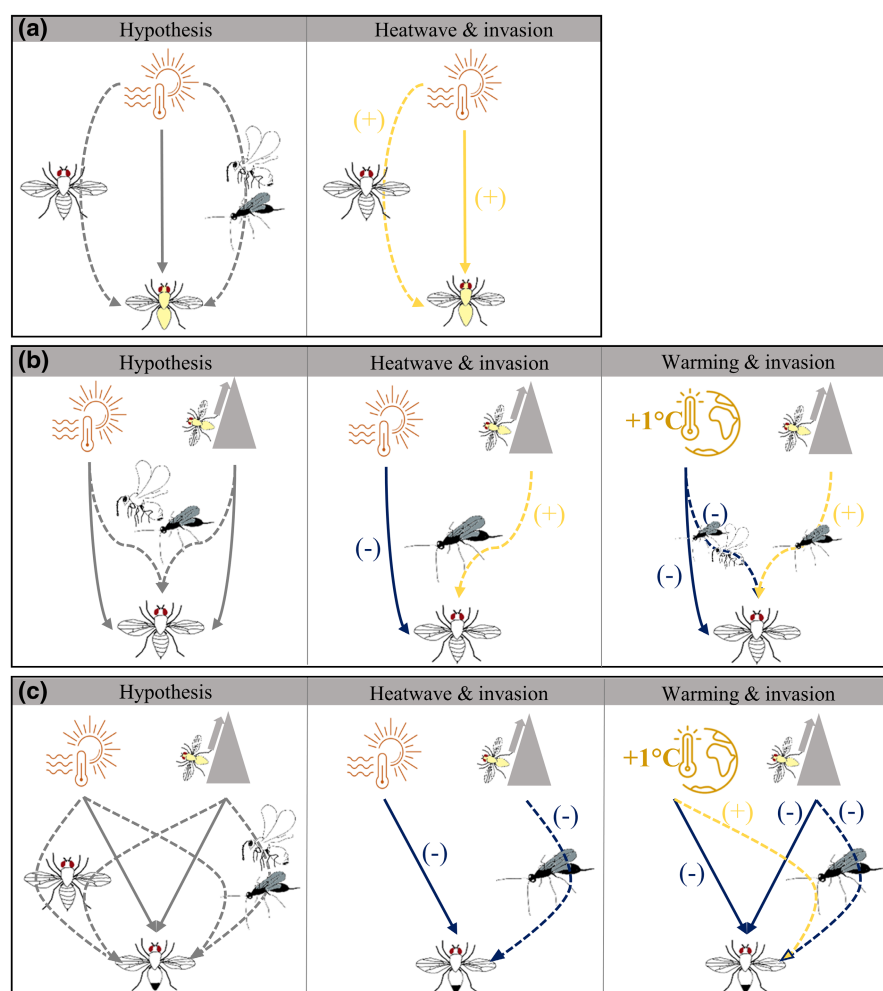 (a) Hypothesis Heatwave & invasion
(+)
(+)
(b) Hypothesis Heatwave & invasion Warming & invasion
+1°C
(-) (+) (-) (+)
(-)
(c) Hypothesis Heatwave & invasion Warming & invasion
+1°C
(-) (-) (+) (-) (-)
(-)